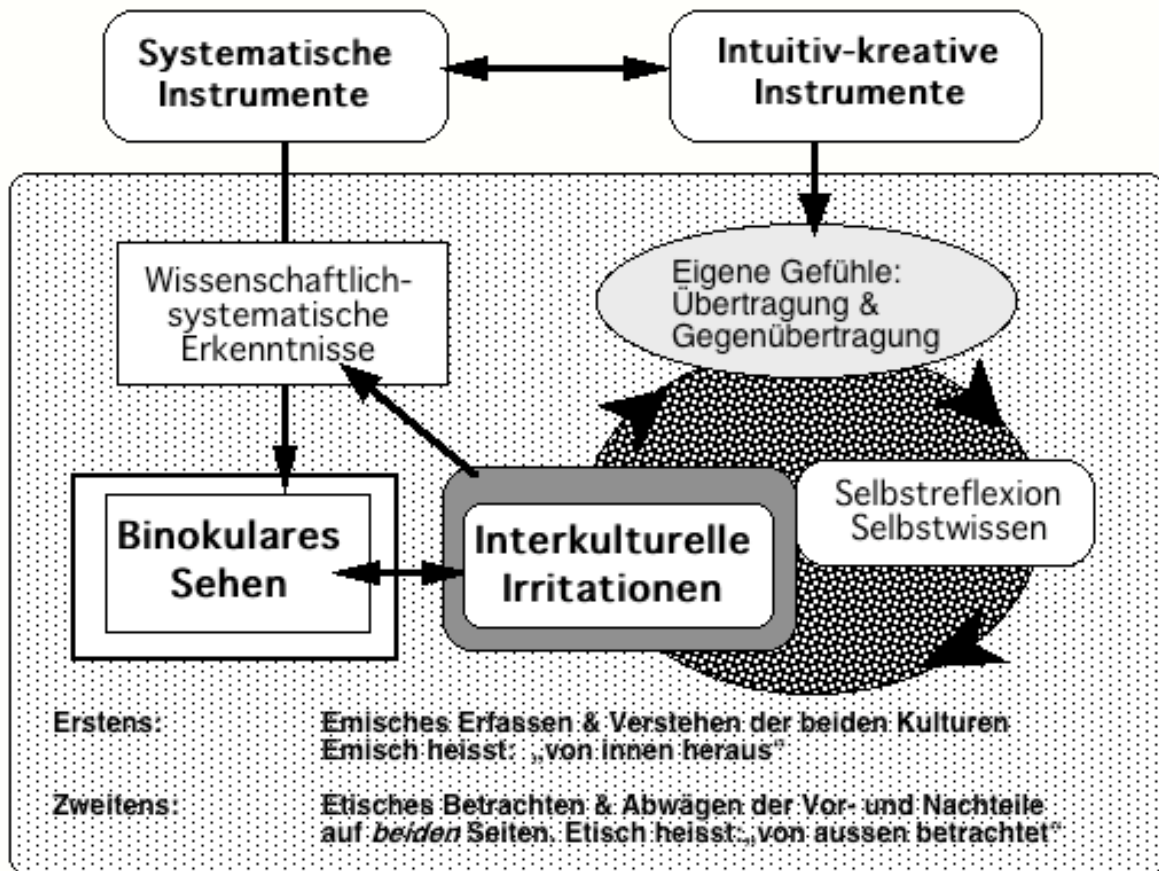 Systematische
Instrumente
Intuitiv-kreative
Instrumente
Wissenschaftlich-
systematische
Erkenntnisse
Eigene Gefühle:
Übertragung &
Gegenübertragung
Selbstreflexion
Selbstwissen
Binokulares
Sehen
Interkulturelle
Irritationen
Erstens: Emisches Erfassen & Verstehen der beiden Kulturen
Emisch heisst: „von innen heraus“
Zweitens: Etisches Betrachten & Abwägen der Vor- und Nachteile
auf beiden Seiten. Etisch heisst:„von aussen betrachtet“